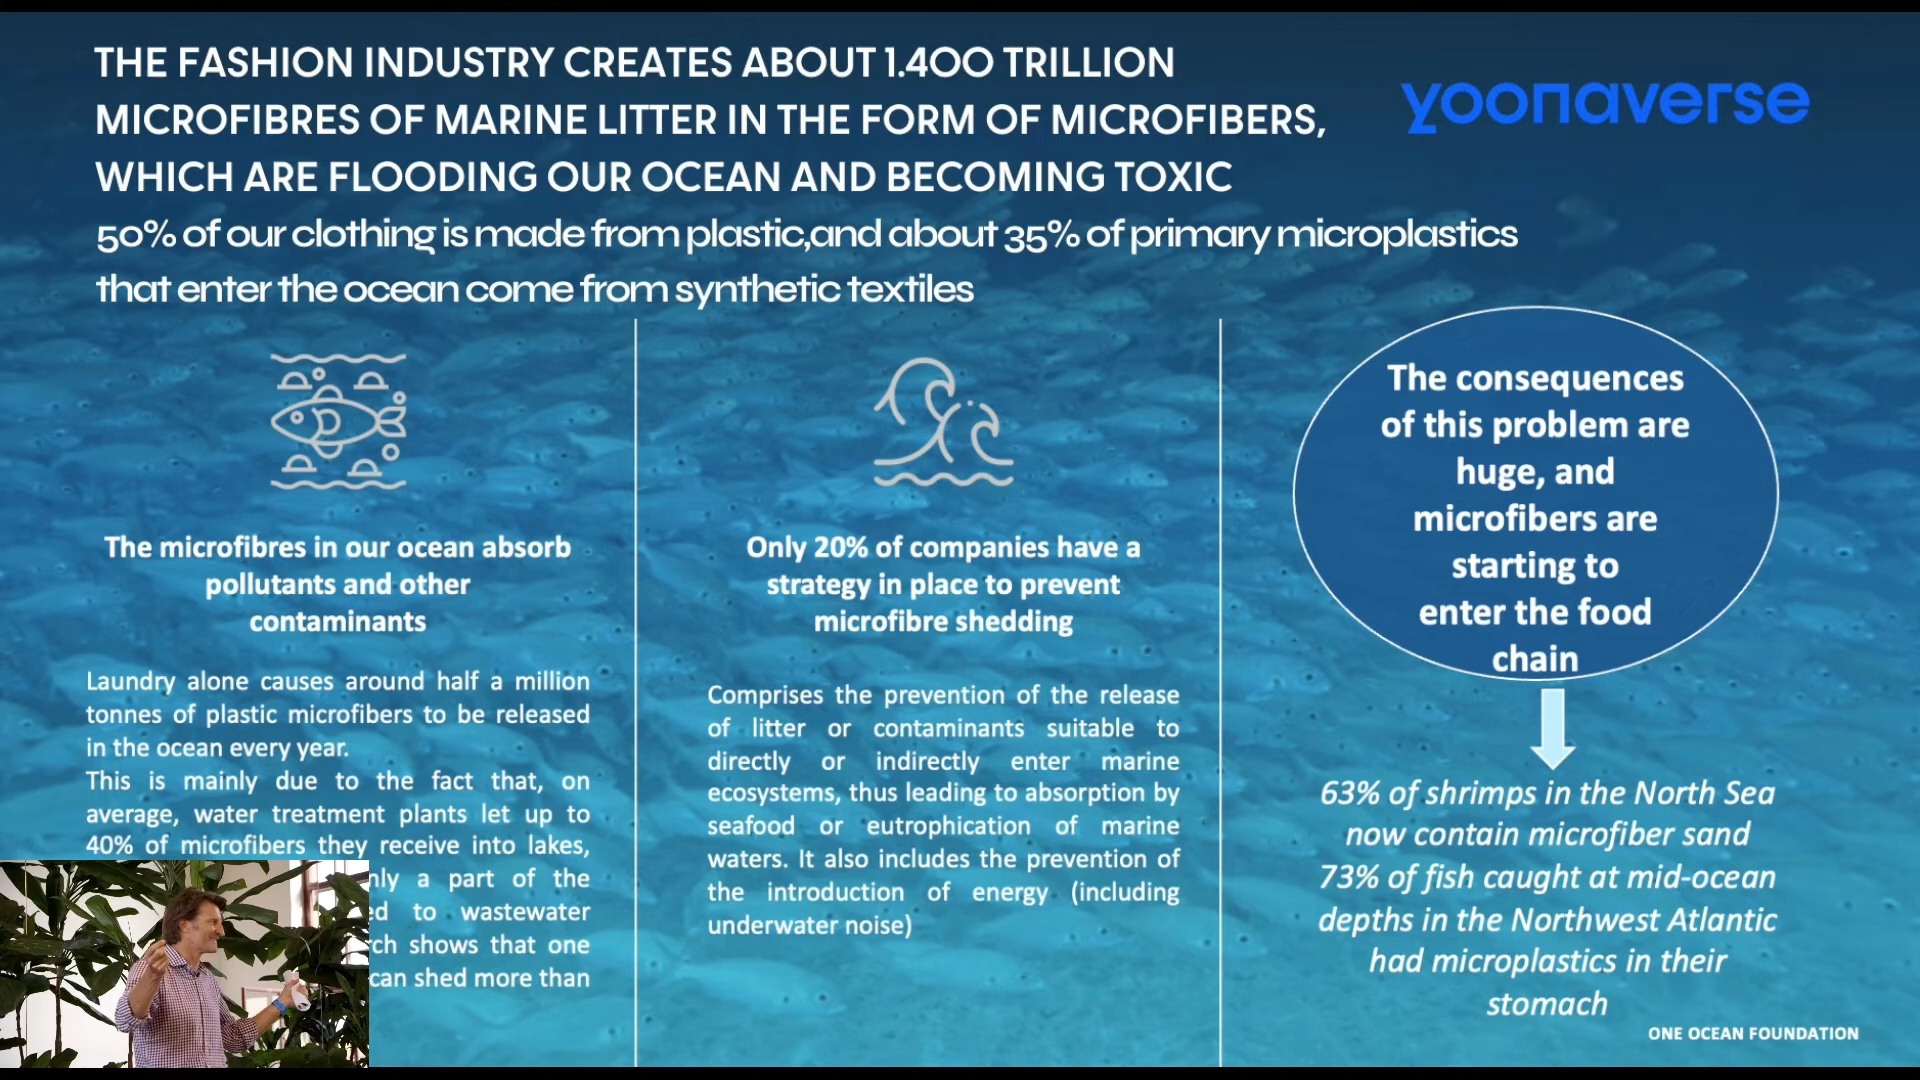 THE FASHION INDUSTRY CREATES ABOUT 1.400 TRILLION
MICROFIBRES OF MARINE LITTER IN THE FORM OF MICROFIBERS,
WHICH ARE FLOODING OUR OCEAN AND BECOMING TOXIC
50% of our clothing is made from plastic,and about 35% of primary microplastics
that enter the ocean come from synthetic textiles
yoonaverse
The microfibres in our ocean absorb
pollutants and other
contaminants
Laundry alone causes around half a million
tonnes of plastic microfibers to be released
in the ocean every year.
This is mainly due to the fact that, on
average, water treatment plants let up to
40% of microfibers they receive into lakes,
a part of the
to wastewater
shows that one
can shed more than
Only 20% of companies have a
strategy in place to prevent
microfibre shedding
Comprises the prevention of the release
of litter or contaminants suitable to
directly or indirectly enter marine
ecosystems, thus leading to absorption by
seafood or eutrophication of marine
waters. It also includes the prevention of
the introduction of energy (including
underwater noise)
The consequences
of this problem are
huge, and
microfibers are
starting to
enter the food
chain
63% of shrimps in the North Sea
now contain microfiber sand
73% of fish caught at mid-ocean
depths in the Northwest Atlantic
had microplastics in their
stomach
ONE OCEAN FOUNDATION